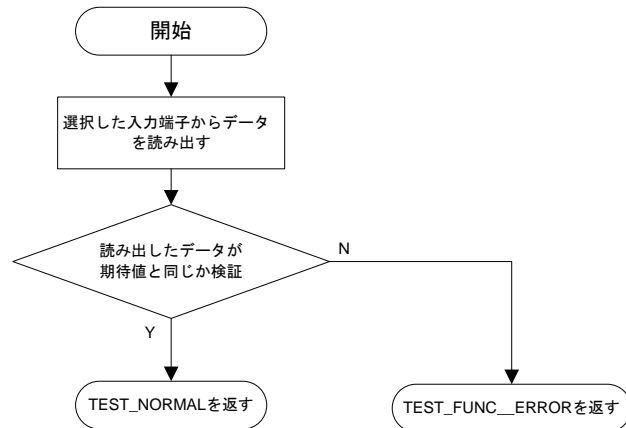 開始
選択した入力端子からデータ
を読み出す
読み出したデータが
期待値と同じか検証
N
Y
TEST_NORMALを返す
TEST_FUNC__ERRORを返す